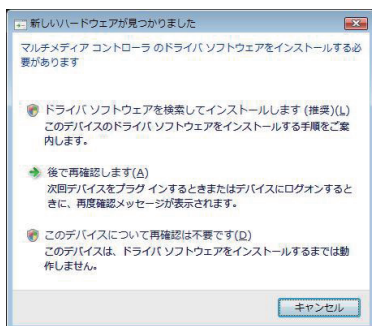 新しいハードウェアが見つかりました
マルチメディア コントローラ のドライバ ソフトウェアをインストールする必
要があります
ドライバ ソフトウェアを検索してインストールします (推奨)(L)
このデバイスのドライバ ソフトウェアをインストールする手順をご案
内します。
後で再確認します(A)
次回デバイスをプラグ インするときまたはデバイスにログオンすると
きに、再度確認メッセージが表示されます。
このデバイスについて再確認は不要です(D)
このデバイスは、ドライバ ソフトウェアをインストールするまでは動
作しません。
キャンセル